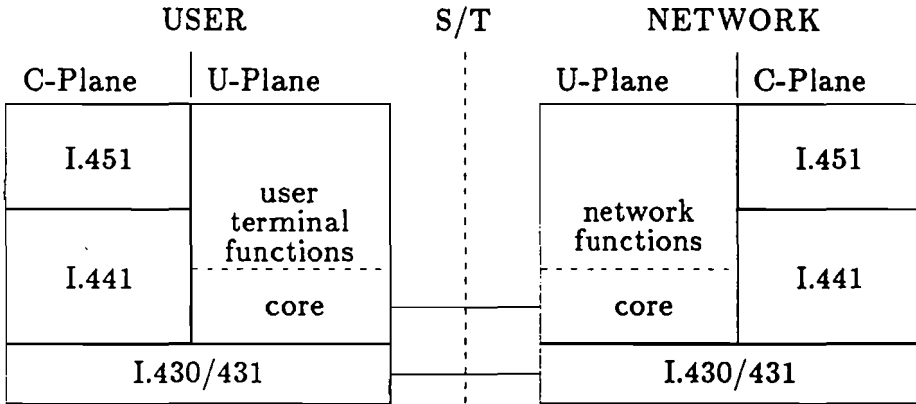 USER S/T NETWORK
C-Plane U-Plane U-Plane C-Plane
I.451 I.451
user
terminal
functions
network
functions
I.441 I.441
core core
I.430/431 I.430/431